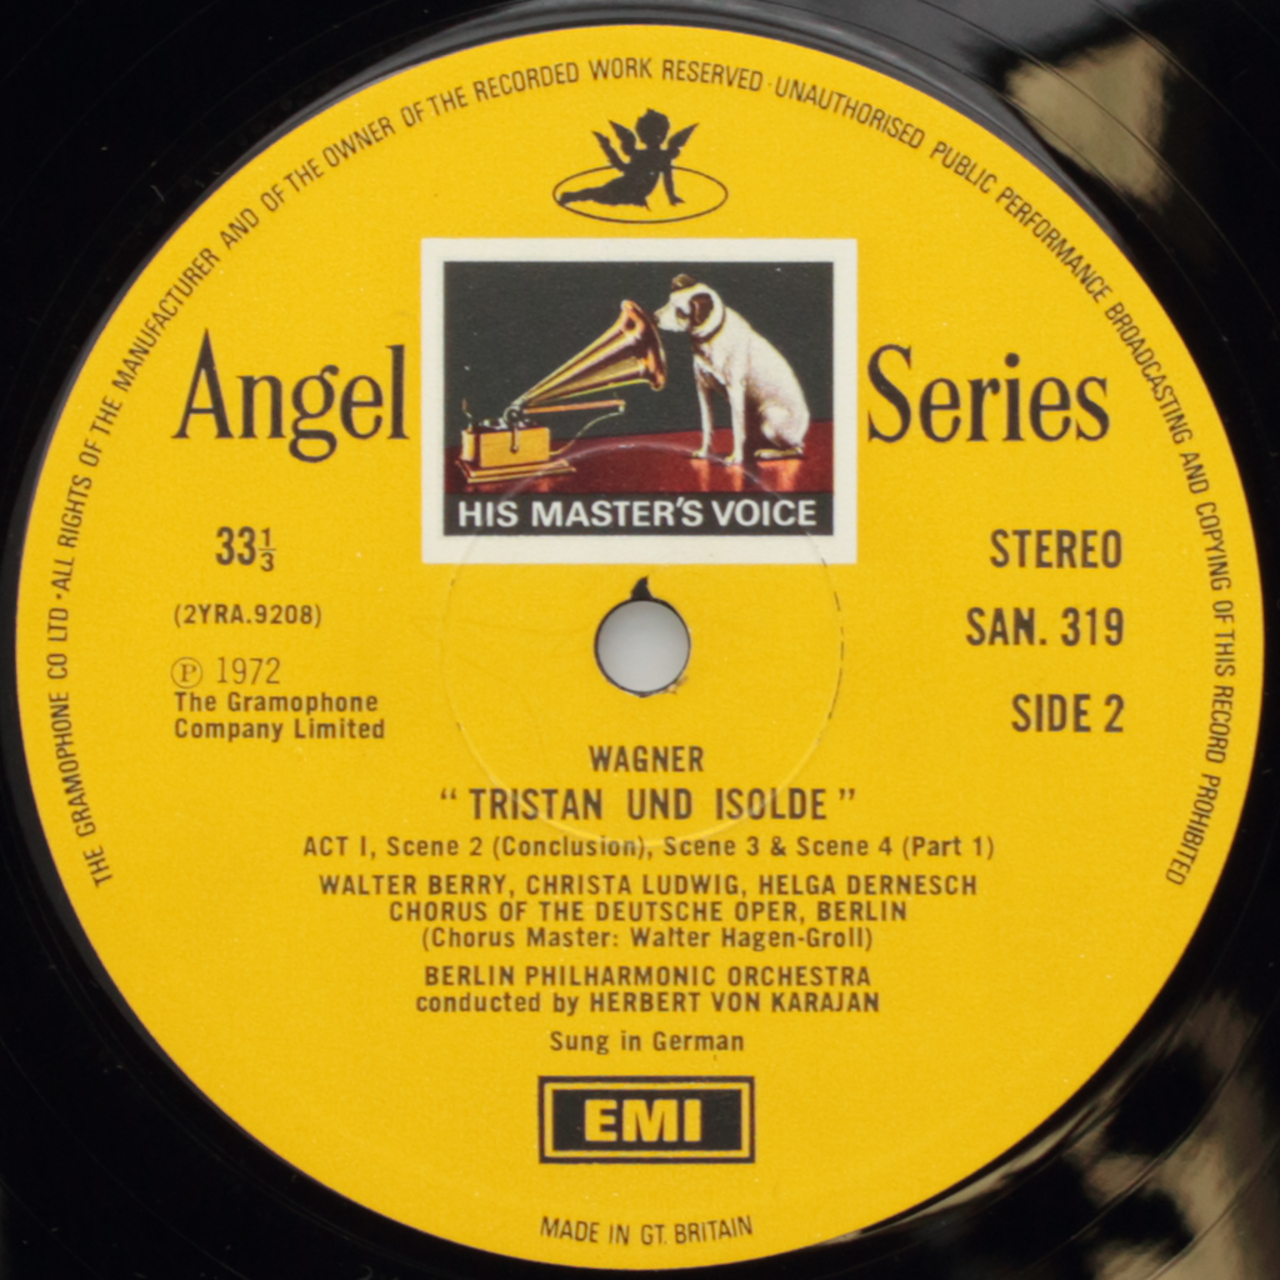 THE GRAMOPHONE CO LTD · ALL RIGHTS OF THE MANUFACTURER AND OF THE OWNER OF THE RECORDED WORK RESERVED · UNAUTHORISED PUBLIC PERFORMANCE BROADCASTING AND COPYING OF THIS RECORD PROHIBITED
Angel Series
HIS MASTER'S VOICE
33⅓
STEREO
(2YRA.9208)
SAN. 319
Ⓟ 1972
The Gramophone
Company Limited
SIDE 2
WAGNER
“ TRISTAN UND ISOLDE ”
ACT I, Scene 2 (Conclusion), Scene 3 & Scene 4 (Part 1)
WALTER BERRY, CHRISTA LUDWIG, HELGA DERNESCH
CHORUS OF THE DEUTSCHE OPER, BERLIN
(Chorus Master: Walter Hagen-Groll)
BERLIN PHILHARMONIC ORCHESTRA
conducted by HERBERT VON KARAJAN
Sung in German
EMI
MADE IN GT. BRITAIN